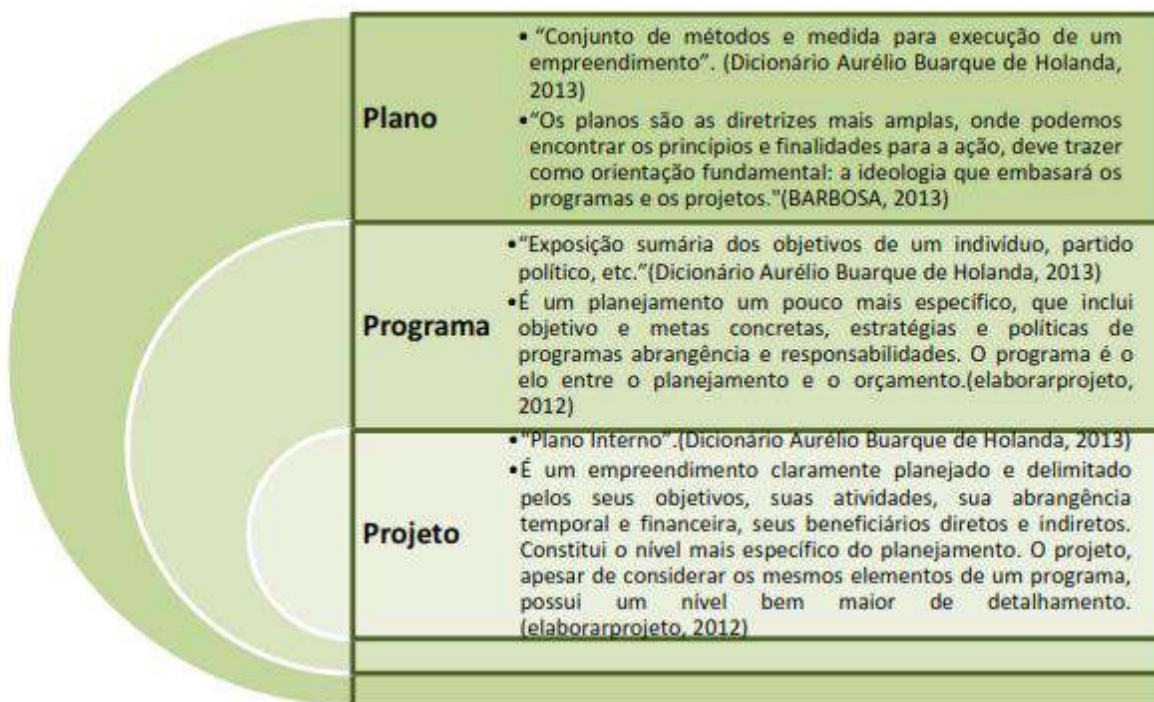 Plano
• “Conjunto de métodos e medida para execução de um
empreendimento”. (Dicionário Aurélio Buarque de Holanda,
2013)
•“Os planos são as diretrizes mais amplas, onde podemos
encontrar os princípios e finalidades para a ação, deve trazer
como orientação fundamental: a ideologia que embasará os
programas e os projetos."(BARBOSA, 2013)
Programa
•“Exposição sumária dos objetivos de um indivíduo, partido
político, etc.”(Dicionário Aurélio Buarque de Holanda, 2013)
•É um planejamento um pouco mais específico, que inclui
objetivo e metas concretas, estratégias e políticas de
programas abrangência e responsabilidades. O programa é o
elo entre o planejamento e o orçamento.(elaborarprojeto,
2012)
Projeto
•“Plano Interno”.(Dicionário Aurélio Buarque de Holanda, 2013)
•É um empreendimento claramente planejado e delimitado
pelos seus objetivos, suas atividades, sua abrangência
temporal e financeira, seus beneficiários diretos e indiretos.
Constitui o nível mais específico do planejamento. O projeto,
apesar de considerar os mesmos elementos de um programa,
possui um nível bem maior de detalhamento.
(elaborarprojeto, 2012)